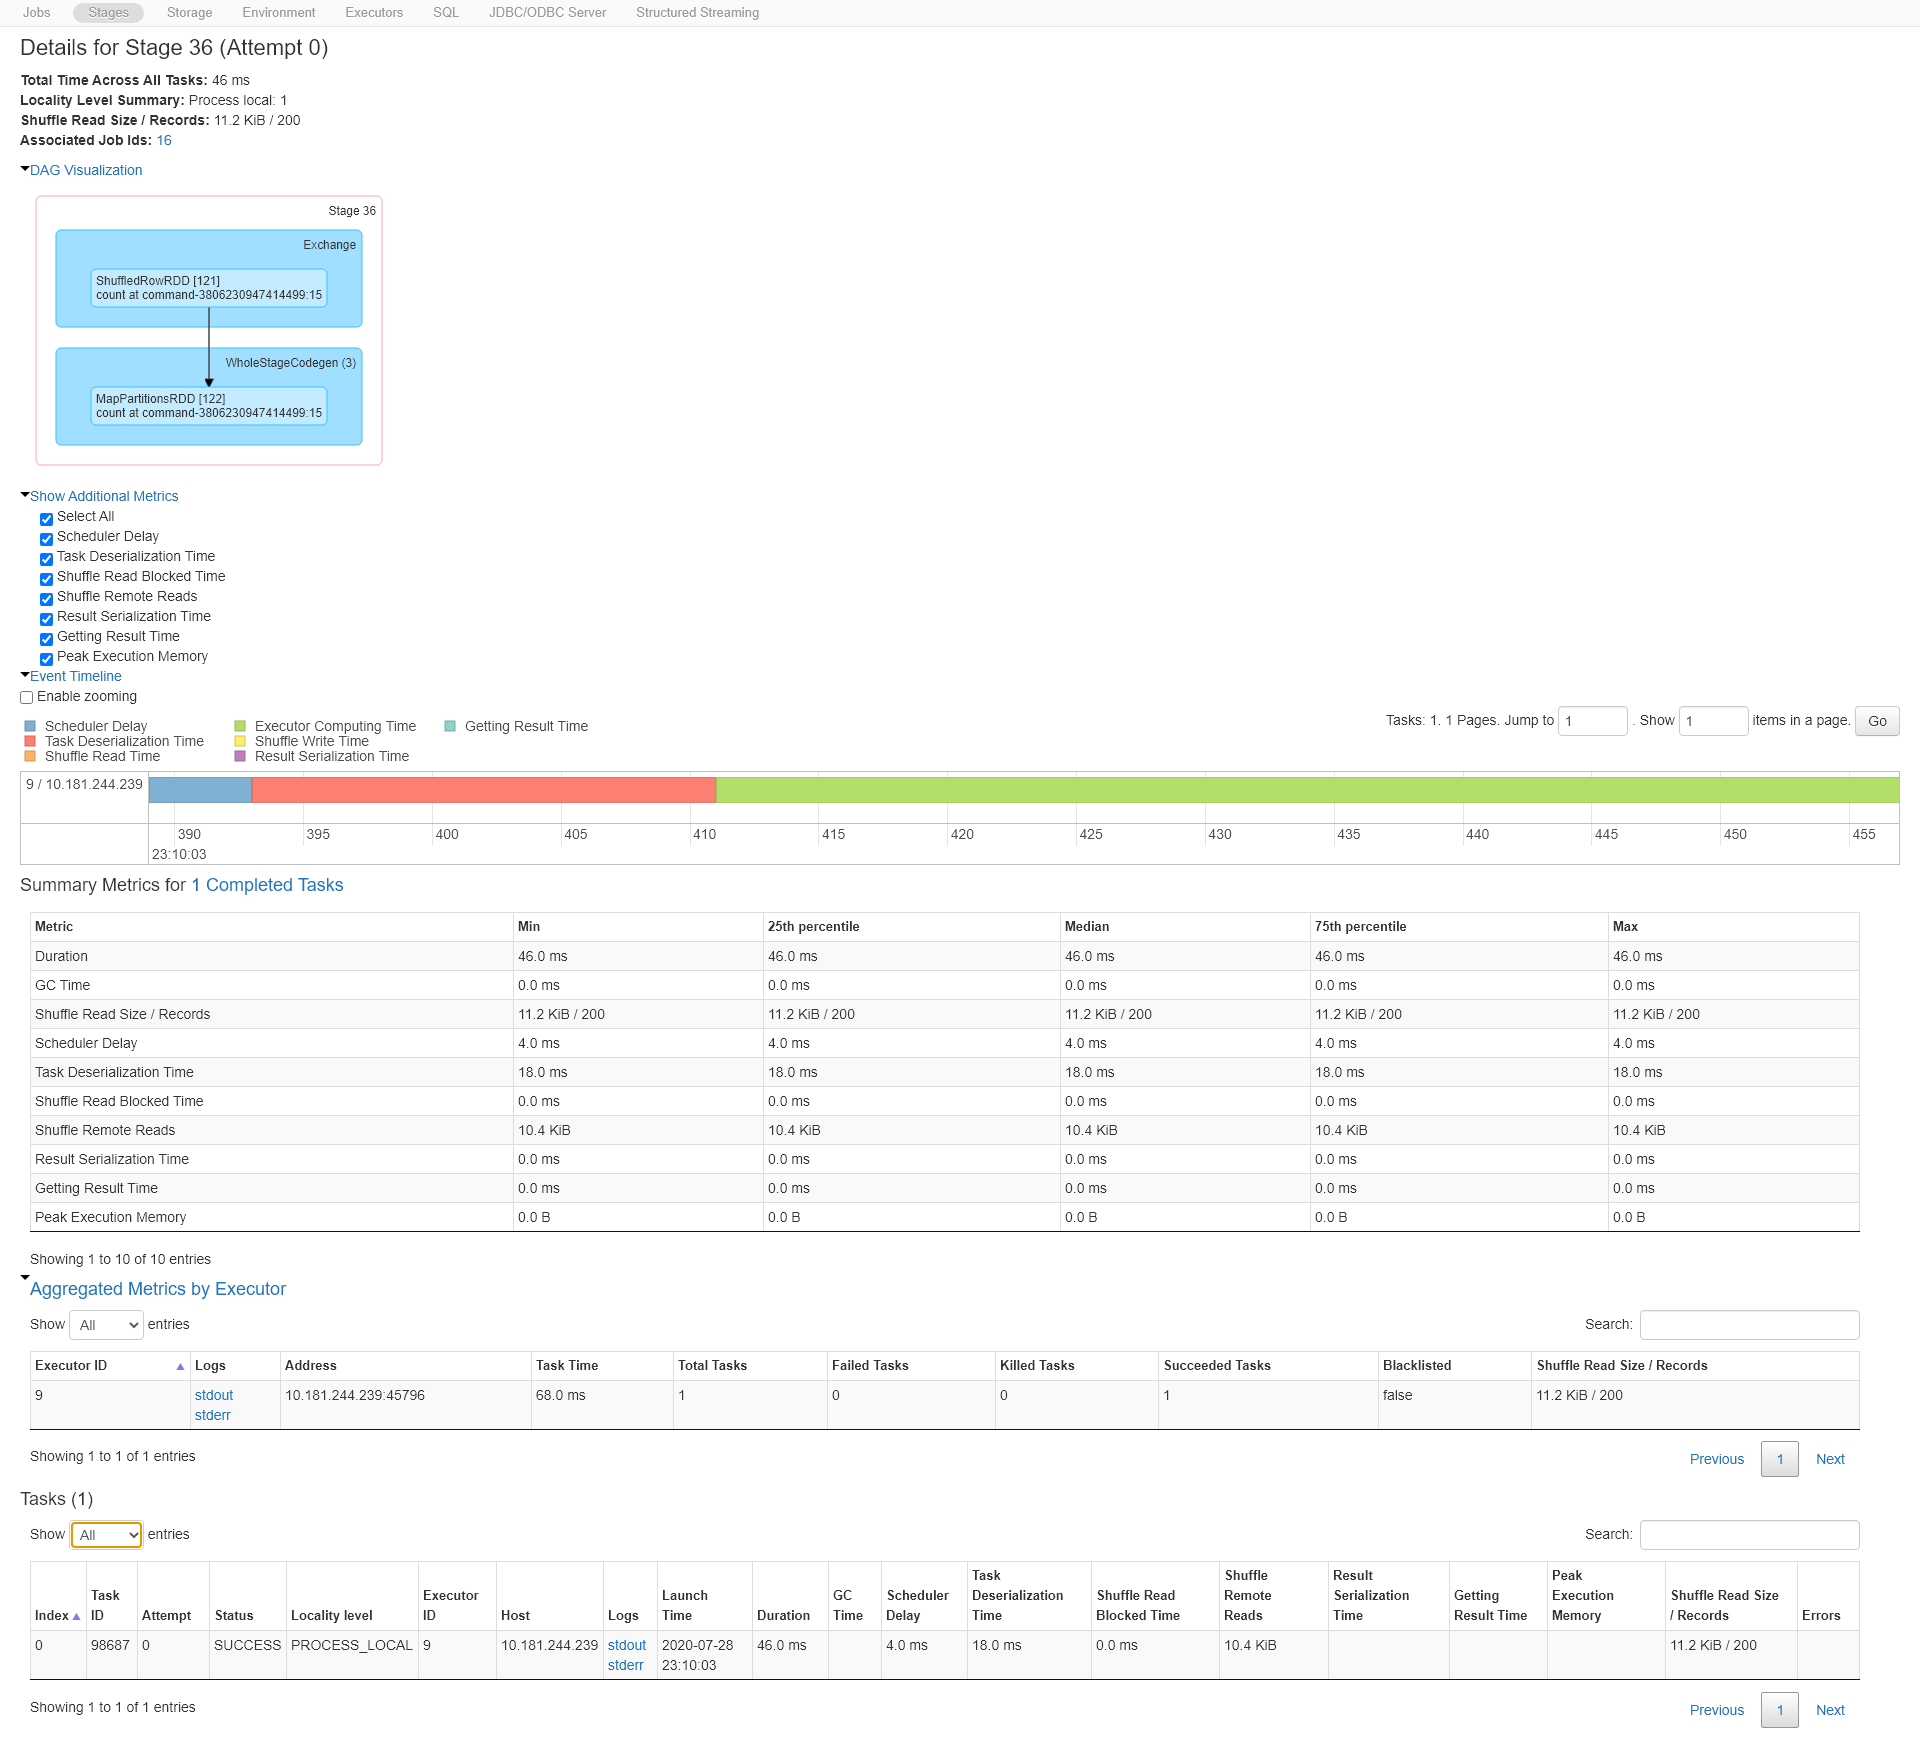 Jobs Stages Storage Environment Executors SQL JDBC/ODBC Server Structured Streaming
Details for Stage 36 (Attempt 0)
Total Time Across All Tasks: 46 ms
Locality Level Summary: Process local: 1
Shuffle Read Size / Records: 11.2 KiB / 200
Associated Job Ids: 16
DAG Visualization
Stage 36
Exchange
ShuffledRowRDD [121]
count at command-3806230947414499:15
WholeStageCodegen (3)
MapPartitionsRDD [122]
count at command-3806230947414499:15
Show Additional Metrics
Select All
Scheduler Delay
Task Deserialization Time
Shuffle Read Blocked Time
Shuffle Remote Reads
Result Serialization Time
Getting Result Time
Peak Execution Memory
Event Timeline
Enable zooming
Tasks: 1. 1 Pages. Jump to 1 . Show 1 items in a page. Go
Scheduler Delay Executor Computing Time Getting Result Time
Task Deserialization Time Shuffle Write Time
Shuffle Read Time Result Serialization Time
9 / 10.181.244.239
390 395 400 405 410 415 420 425 430 435 440 445 450 455
23:10:03
Summary Metrics for 1 Completed Tasks
Metric Min 25th percentile Median 75th percentile Max
Duration 46.0 ms 46.0 ms 46.0 ms 46.0 ms 46.0 ms
GC Time 0.0 ms 0.0 ms 0.0 ms 0.0 ms 0.0 ms
Shuffle Read Size / Records 11.2 KiB / 200 11.2 KiB / 200 11.2 KiB / 200 11.2 KiB / 200 11.2 KiB / 200
Scheduler Delay 4.0 ms 4.0 ms 4.0 ms 4.0 ms 4.0 ms
Task Deserialization Time 18.0 ms 18.0 ms 18.0 ms 18.0 ms 18.0 ms
Shuffle Read Blocked Time 0.0 ms 0.0 ms 0.0 ms 0.0 ms 0.0 ms
Shuffle Remote Reads 10.4 KiB 10.4 KiB 10.4 KiB 10.4 KiB 10.4 KiB
Result Serialization Time 0.0 ms 0.0 ms 0.0 ms 0.0 ms 0.0 ms
Getting Result Time 0.0 ms 0.0 ms 0.0 ms 0.0 ms 0.0 ms
Peak Execution Memory 0.0 B 0.0 B 0.0 B 0.0 B 0.0 B
Showing 1 to 10 of 10 entries
Aggregated Metrics by Executor
Show All entries Search:
Executor ID Logs Address Task Time Total Tasks Failed Tasks Killed Tasks Succeeded Tasks Blacklisted Shuffle Read Size / Records
9 stdout 10.181.244.239:45796 68.0 ms 1 0 0 1 false 11.2 KiB / 200
stderr
Showing 1 to 1 of 1 entries Previous 1 Next
Tasks (1)
Show All entries Search:
Task Shuffle Result Peak
Task Executor Launch GC Scheduler Deserialization Shuffle Read Remote Serialization Getting Execution Shuffle Read Size
Index ID Attempt Status Locality level ID Host Logs Time Duration Time Delay Time Blocked Time Reads Time Result Time Memory / Records Errors
0 98687 0 SUCCESS PROCESS_LOCAL 9 10.181.244.239 stdout 2020-07-28 46.0 ms 4.0 ms 18.0 ms 0.0 ms 10.4 KiB 11.2 KiB / 200
stderr 23:10:03
Showing 1 to 1 of 1 entries Previous 1 Next